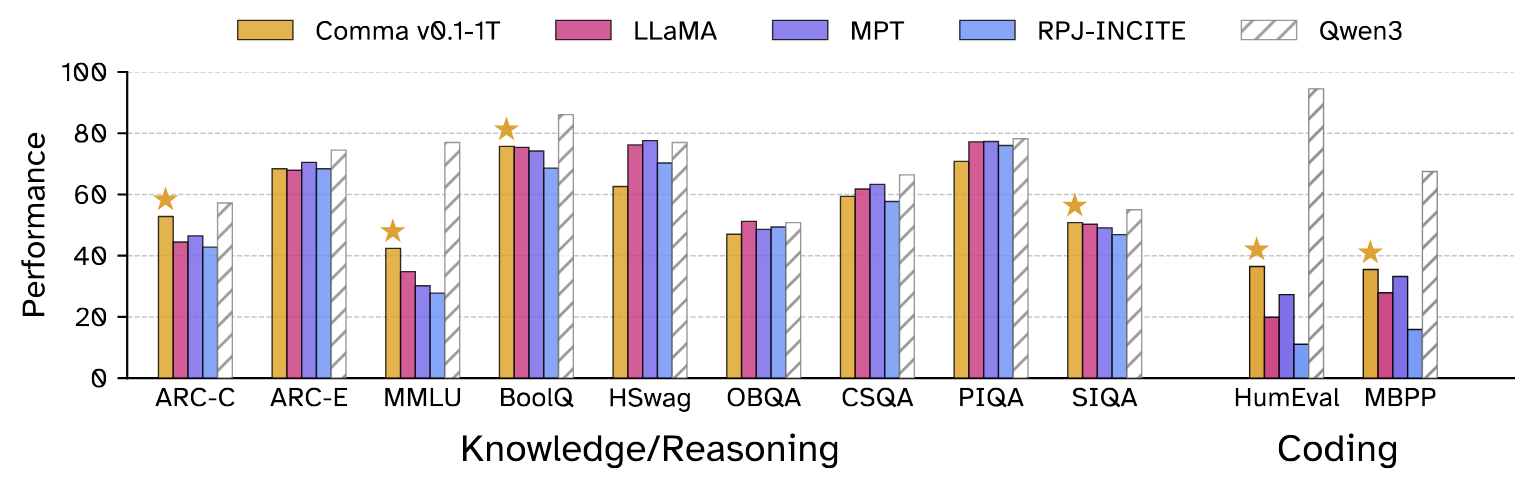 Comma v0.1-1T LLaMA MPT RPJ-INCITE Qwen3
100
80
60
40
20
0
Performance
ARC-C ARC-E MMLU BoolQ HSwag OBQA CSQA PIQA SIQA HumEval MBPP
Knowledge/Reasoning Coding